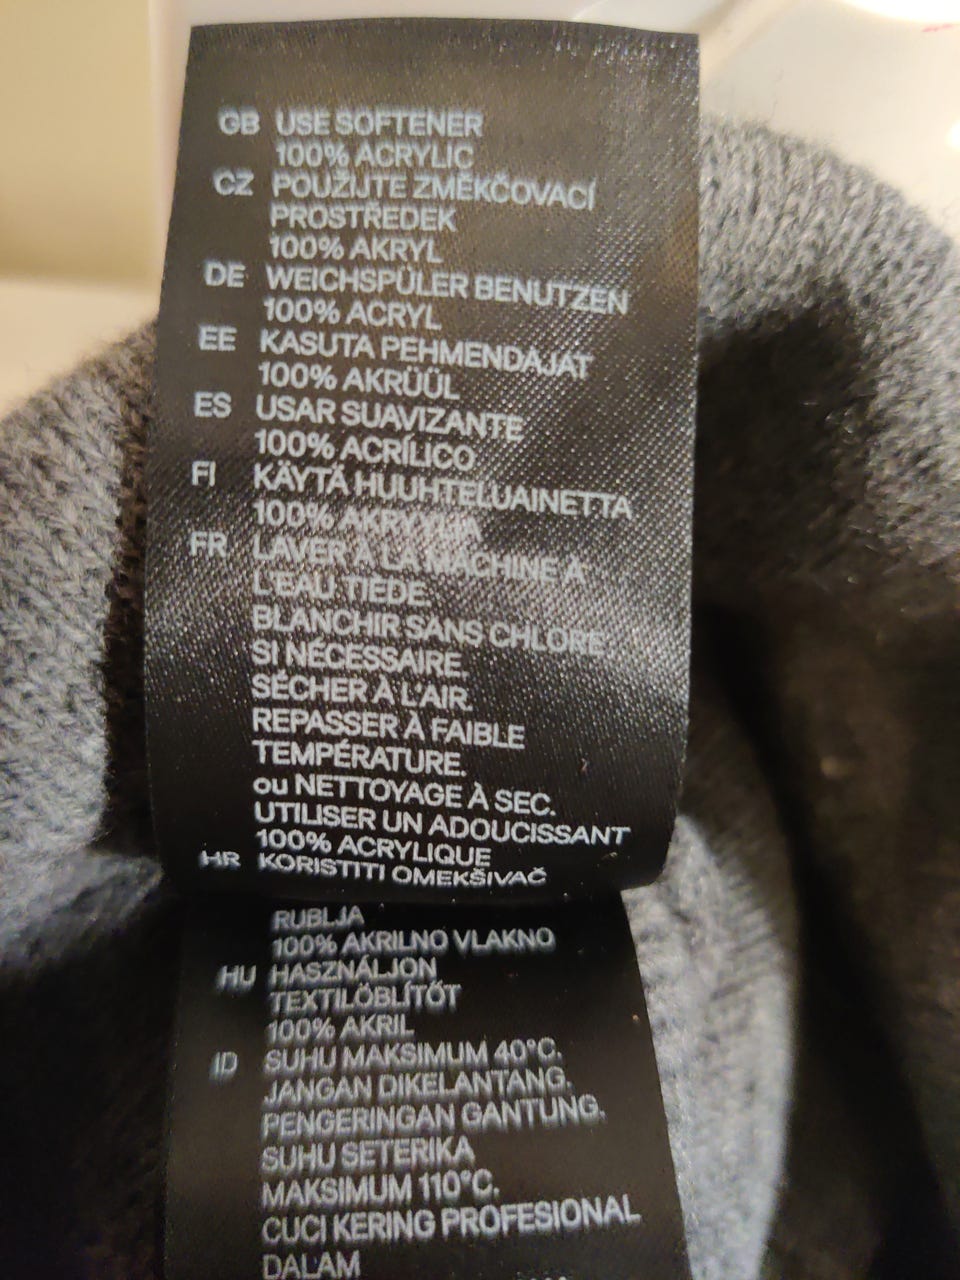 GB USE SOFTENER
100% ACRYLIC
CZ POUŽIJTE ZMĚKČOVACÍ
PROSTŘEDEK
100% AKRYL
DE WEICHSPÜLER BENUTZEN
100% ACRYL
EE KASUTA PEHMENDAJAT
100% AKRÜÜL
ES USAR SUAVIZANTE
100% ACRÍLICO
FI KÄYTÄ HUUHTELUAINETTA
100%
FR LAVER À LA MACHINE À
L'EAU TIEDE.
BLANCHIR SANS CHLORE
SI NÉCESSAIRE.
SÉCHER À L'AIR.
REPASSER À FAIBLE
TEMPÉRATURE.
ou NETTOYAGE À SEC.
UTILISER UN ADOUCISSANT
100% ACRYLIQUE
HR KORISTITI OMEKŠIVAČ
RUBLJA
100% AKRILNO VLAKNO
HU HASZNÁLJON
TEXTILÖBLÍTŐT
100% AKRIL
ID SUHU MAKSIMUM 40°C.
JANGAN DIKELANTANG.
PENGERINGAN GANTUNG.
SUHU SETERIKA
MAKSIMUM 110°C.
CUCI KERING PROFESIONAL
DALAM